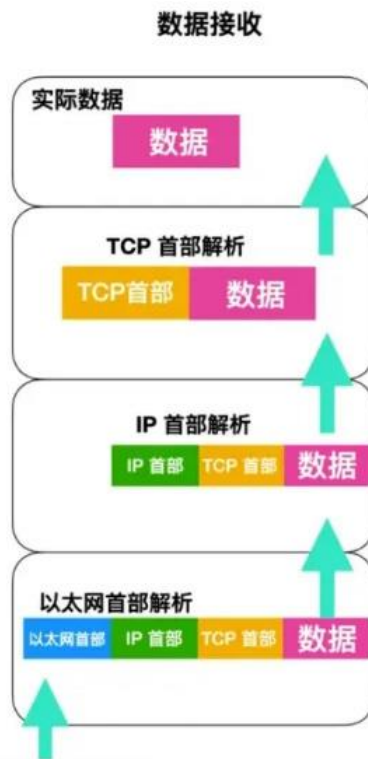 数据接收
实际数据
数据
TCP 首部解析
TCP首部 数据
IP 首部解析
IP 首部 TCP 首部 数据
以太网首部解析
以太网首部 IP 首部 TCP 首部 数据